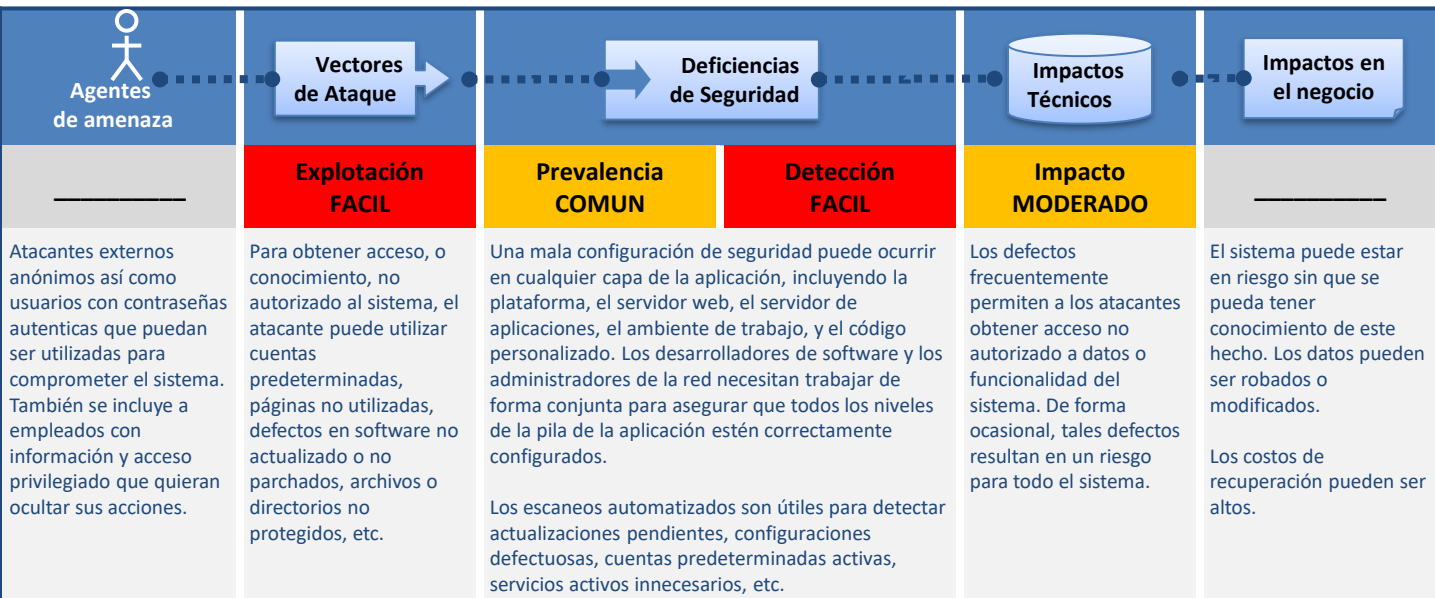 Agentes
de amenaza
Vectores
de Ataque
Deficiencias
de Seguridad
Impactos
Técnicos
Impactos en
el negocio
__________
Explotación
FACIL
Prevalencia
COMUN
Detección
FACIL
Impacto
MODERADO
__________
Atacantes externos
anónimos así como
usuarios con contraseñas
autenticas que puedan
ser utilizadas para
comprometer el sistema.
También se incluye a
empleados con
información y acceso
privilegiado que quieran
ocultar sus acciones.
Para obtener acceso, o
conocimiento, no
autorizado al sistema, el
atacante puede utilizar
cuentas
predeterminadas,
páginas no utilizadas,
defectos en software no
actualizado o no
parchados, archivos o
directorios no
protegidos, etc.
Una mala configuración de seguridad puede ocurrir
en cualquier capa de la aplicación, incluyendo la
plataforma, el servidor web, el servidor de
aplicaciones, el ambiente de trabajo, y el código
personalizado. Los desarrolladores de software y los
administradores de la red necesitan trabajar de
forma conjunta para asegurar que todos los niveles
de la pila de la aplicación estén correctamente
configurados.
Los escaneos automatizados son útiles para detectar
actualizaciones pendientes, configuraciones
defectuosas, cuentas predeterminadas activas,
servicios activos innecesarios, etc.
Los defectos
frecuentemente
permiten a los atacantes
obtener acceso no
autorizado a datos o
funcionalidad del
sistema. De forma
ocasional, tales defectos
resultan en un riesgo
para todo el sistema.
El sistema puede estar
en riesgo sin que se
pueda tener
conocimiento de este
hecho. Los datos pueden
ser robados o
modificados.
Los costos de
recuperación pueden ser
altos.